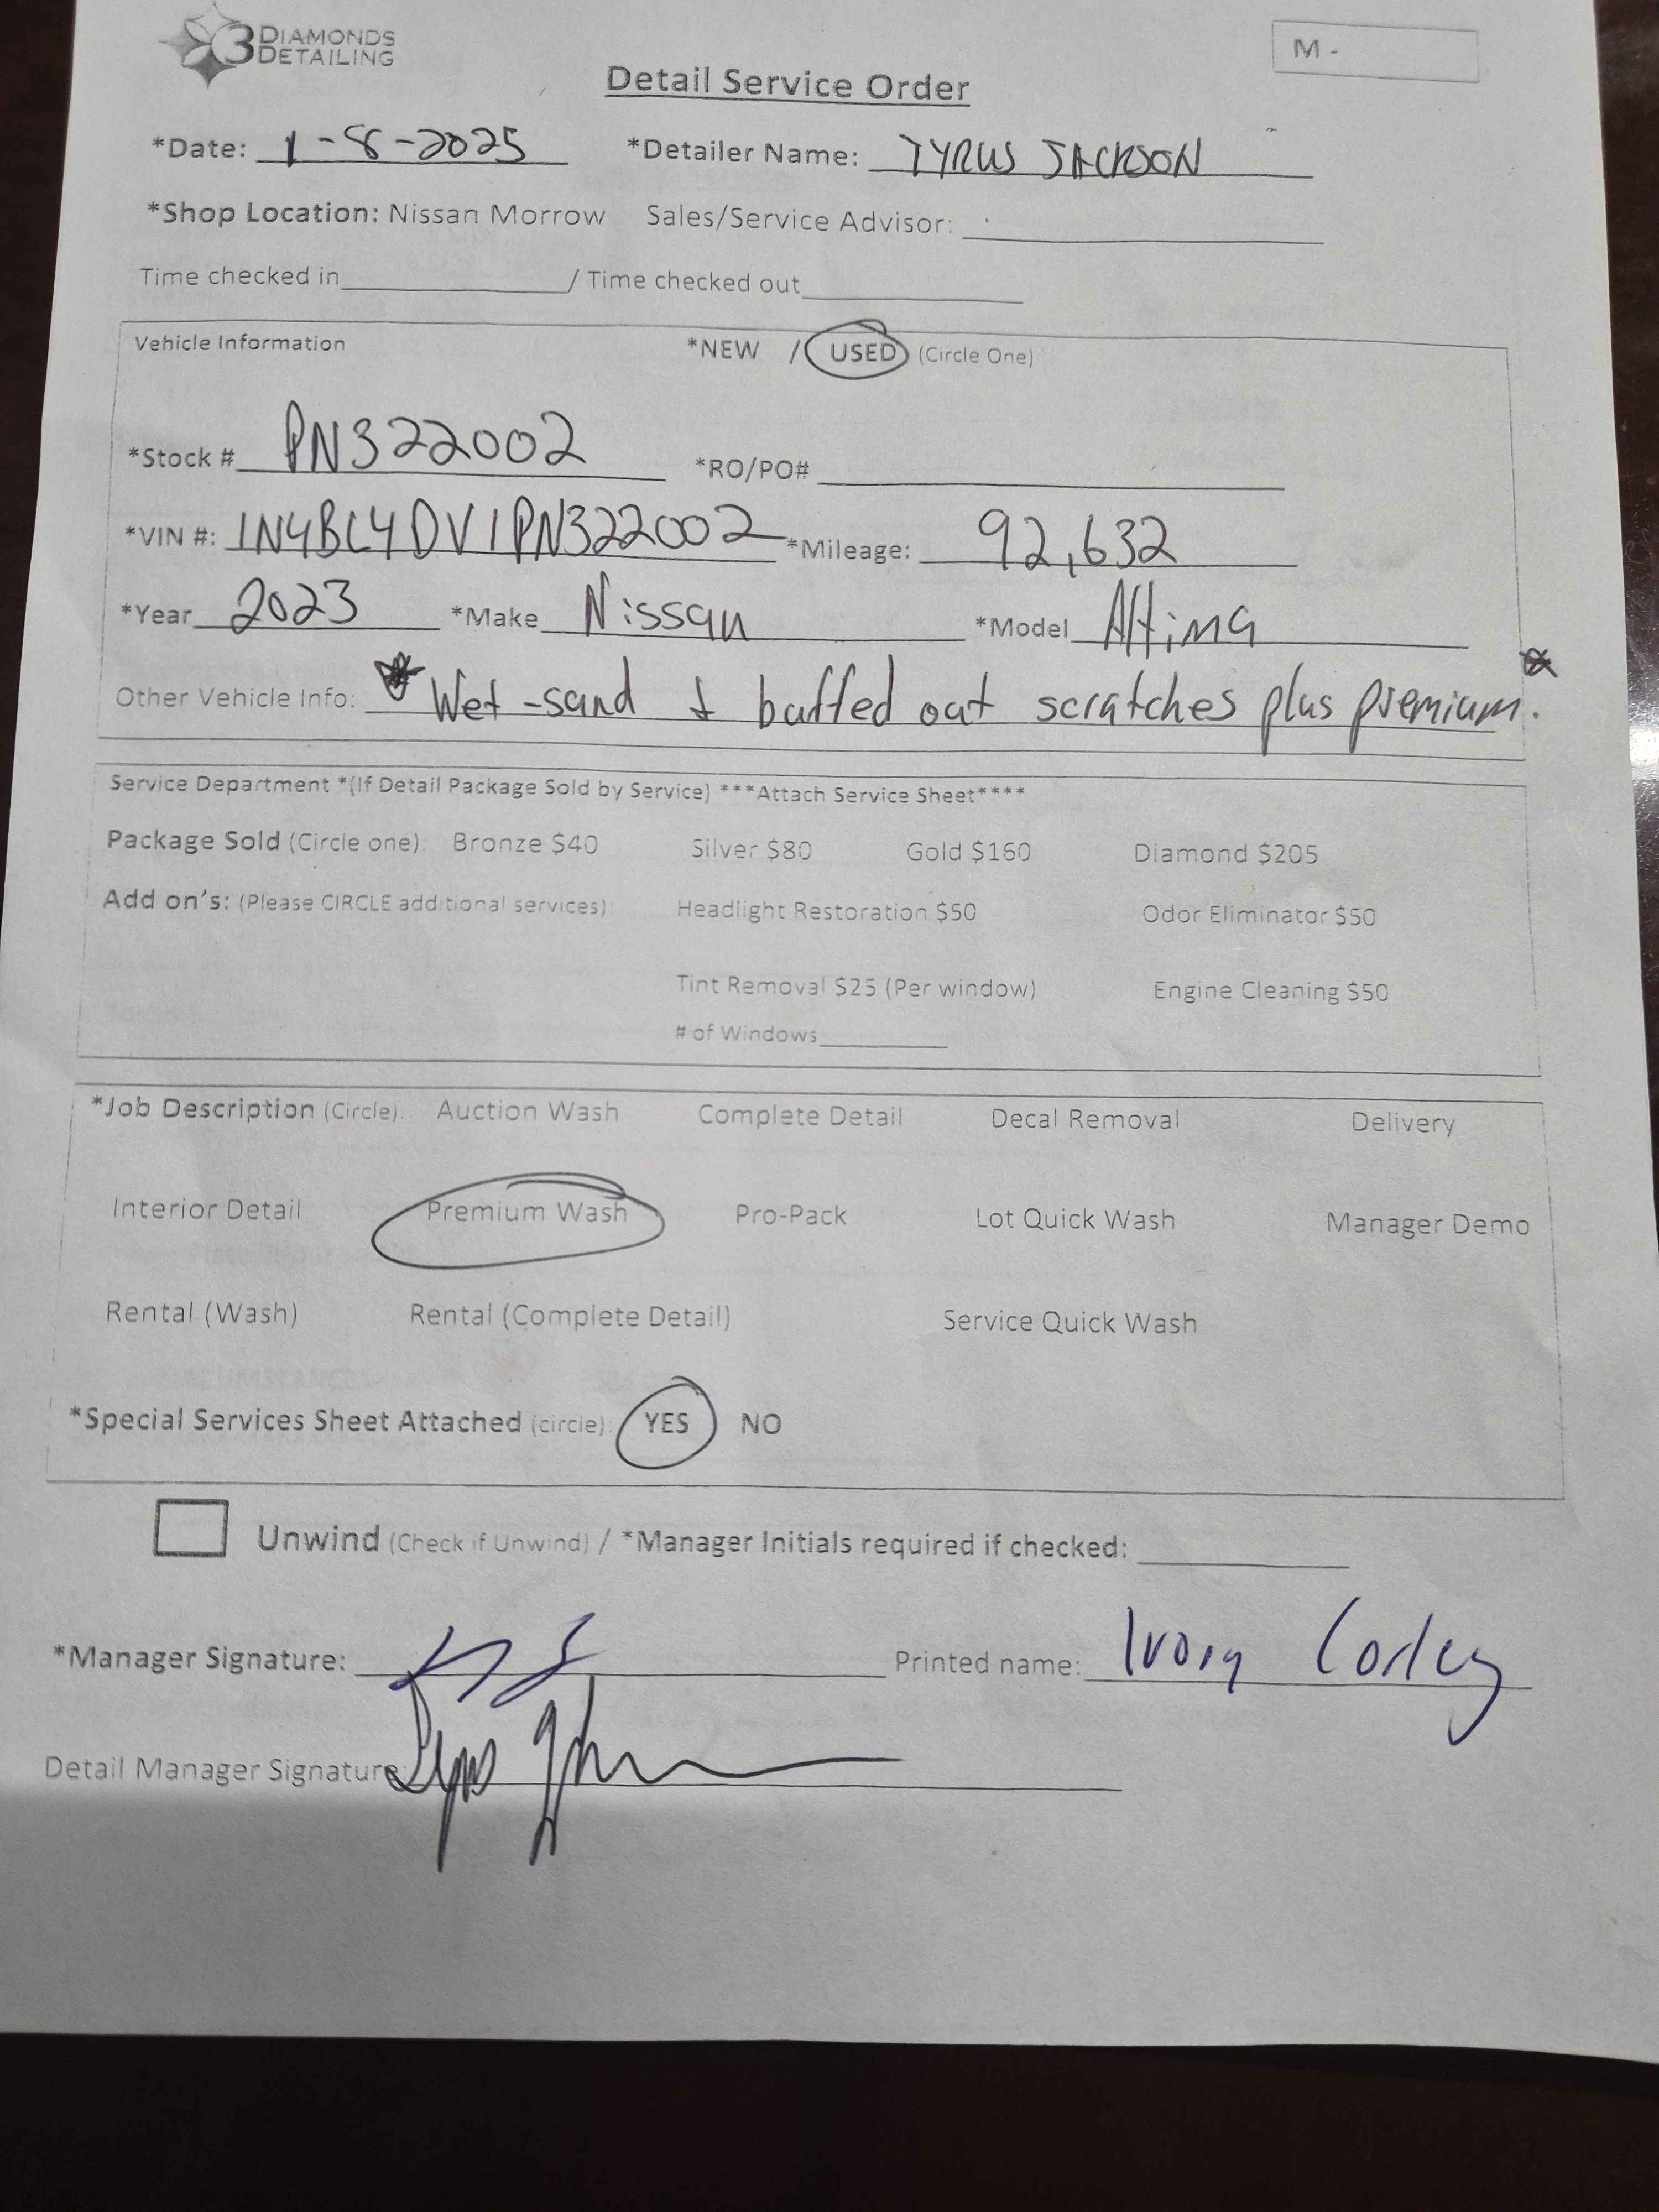 3 DIAMONDS
DETAILING
M -
Detail Service Order
*Date: 1-8-2025 *Detailer Name: TYRUS JACKSON
*Shop Location: Nissan Morrow Sales/Service Advisor:
Time checked in / Time checked out
Vehicle Information *NEW / USED (Circle One)
*Stock # PN322002 *RO/PO#
*VIN #: 1N4BL4DV1PN322002 *Mileage: 92,632
*Year 2023 *Make Nissan *Model Altima
Other Vehicle Info: Wet-sand & buffed out scratches plus premium.
Service Department *(If Detail Package Sold by Service) ***Attach Service Sheet****
Package Sold (Circle one): Bronze $40 Silver $80 Gold $160 Diamond $205
Add on's: (Please CIRCLE additional services): Headlight Restoration $50 Odor Eliminator $50
Tint Removal $25 (Per window) Engine Cleaning $50
# of Windows
*Job Description (Circle): Auction Wash Complete Detail Decal Removal Delivery
Interior Detail Premium Wash Pro-Pack Lot Quick Wash Manager Demo
Rental (Wash) Rental (Complete Detail) Service Quick Wash
*Special Services Sheet Attached (circle): YES NO
Unwind (Check if Unwind) / *Manager Initials required if checked:
*Manager Signature: Printed name: Ivory Corley
Detail Manager Signature: